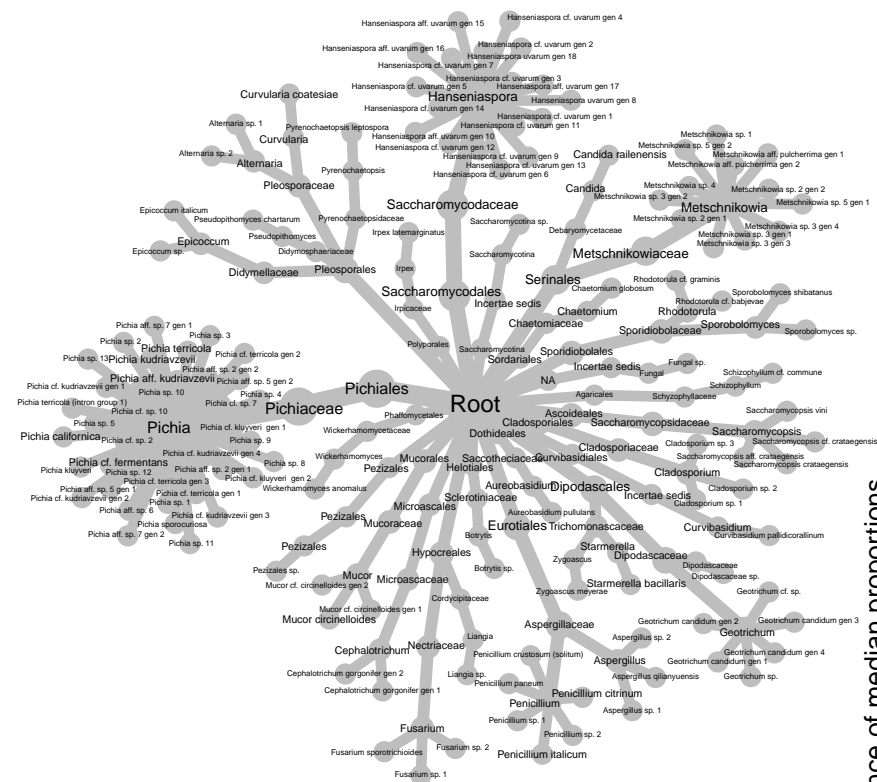 Hanseniaspora aff. uvarum gen 15
Hanseniaspora cf. uvarum gen 4
Hanseniaspora aff. uvarum gen 16
Hanseniaspora cf. uvarum gen 2
Hanseniaspora uvarum gen 18
Hanseniaspora cf. uvarum gen 7
Hanseniaspora cf. uvarum gen 3
Hanseniaspora cf. uvarum gen 5
Hanseniaspora aff. uvarum gen 17
Hanseniaspora
Hanseniaspora uvarum gen 8
Hanseniaspora cf. uvarum gen 14
Hanseniaspora cf. uvarum gen 1
Hanseniaspora cf. uvarum gen 11
Hanseniaspora aff. uvarum gen 10
Hanseniaspora cf. uvarum gen 12
Hanseniaspora cf. uvarum gen 9
Hanseniaspora cf. uvarum gen 13
Hanseniaspora cf. uvarum gen 6
Curvularia coatesiae
Alternaria sp. 1
Curvularia
Pyrenochaetopsis leptospora
Alternaria sp. 2
Alternaria
Pyrenochaetopsis
Pleosporaceae
Candida railenensis
Candida
Metschnikowia sp. 1
Metschnikowia sp. 5 gen 2
Metschnikowia aff. pulcherrima gen 1
Metschnikowia aff. pulcherrima gen 2
Metschnikowia sp. 4
Metschnikowia sp. 2 gen 2
Metschnikowia sp. 3 gen 2
Metschnikowia sp. 5 gen 1
Metschnikowia
Metschnikowia sp. 2 gen 1
Metschnikowia sp. 3 gen 4
Metschnikowia sp. 3 gen 1
Metschnikowia sp. 3 gen 3
Epicoccum italicum
Pseudopithomyces chartarum
Pyrenochaetopsidaceae
Saccharomycodaceae
Irpex latemarginatus
Saccharomycotina sp.
Debaryomycetaceae
Epicoccum
Pseudopithomyces
Epicoccum sp.
Didymosphaeriaceae
Saccharomycotina
Metschnikowiaceae
Didymellaceae
Pleosporales
Irpex
Serinales
Saccharomycodales
Chaetomium globosum
Rhodotorula cf. graminis
Incertae sedis
Rhodotorula cf. babjevae
Sporobolomyces shibatanus
Irpicaceae
Chaetomium
Rhodotorula
Chaetomiaceae
Sporidiobolaceae
Sporobolomyces
Sporobolomyces sp.
Polyporales
Saccharomycotina
Sordariales
Sporidiobolales
Incertae sedis
Fungal sp.
Fungal
Schizophyllum cf. commune
NA
Schizophyllum
Agaricales
Schyzophyllaceae
Pichia aff. sp. 7 gen 1
Pichia sp. 3
Pichia sp. 2
Pichia terricola
Pichia cf. terricola gen 2
Pichia sp. 13
Pichia kudriavzevii
Pichia aff. sp. 2 gen 2
Pichia aff. kudriavzevii
Pichia aff. sp. 5 gen 2
Pichia cf. kudriavzevii gen 1
Pichia sp. 10
Pichia sp. 4
Pichia terricola (intron group 1)
Pichia cf. sp. 7
Pichia cf. sp. 10
Pichiaceae
Pichiales
Root
Pichia sp. 5
Pichia
Pichia cf. kluyveri gen 1
Pichia californica
Pichia cf. sp. 2
Pichia sp. 9
Pichia cf. kudriavzevii gen 4
Pichia cf. fermentans
Pichia sp. 8
Pichia kluyveri
Pichia sp. 12
Pichia aff. sp. 2 gen 1
Pichia cf. kluyveri gen 2
Pichia cf. terricola gen 3
Pichia aff. sp. 5 gen 1
Pichia cf. terricola gen 1
Pichia cf. kudriavzevii gen 2
Pichia sp. 1
Pichia aff. sp. 6
Pichia cf. kudriavzevii gen 3
Pichia sporocuriosa
Pichia aff. sp. 7 gen 2
Pichia sp. 11
Phaffomycetales
Wickerhamomycetaceae
Wickerhamomyces
Wickerhamomyces anomalus
Ascoideales
Saccharomycopsidaceae
Saccharomycopsis
Saccharomycopsis vini
Saccharomycopsis cf. crataegensis
Saccharomycopsis aff. crataegensis
Saccharomycopsis crataegensis
Cladosporiales
Cladosporiaceae
Cladosporium sp. 3
Cladosporium
Cladosporium sp. 2
Cladosporium sp. 1
Dothideales
Saccotheciaceae
Aureobasidium
Aureobasidium pullulans
Curvibasidiales
Incertae sedis
Curvibasidium
Curvibasidium pallidicorallinum
Mucorales
Pezizales
Helotiales
Sclerotiniaceae
Dipodascales
Trichomonascaceae
Microascales
Pezizales
Mucoraceae
Eurotiales
Botrytis
Botrytis sp.
Pezizales
Pezizales sp.
Hypocreales
Starmerella
Zygoascus
Dipodascaceae
Dipodascaceae
Dipodascaceae sp.
Mucor
Mucor cf. circinelloides gen 2
Microascaceae
Starmerella bacillaris
Zygoascus meyerae
Geotrichum cf. sp.
Cordycipitaceae
Mucor cf. circinelloides gen 1
Mucor circinelloides
Aspergillaceae
Geotrichum candidum gen 2
Geotrichum candidum gen 3
Geotrichum
Liangia
Aspergillus sp. 2
Cephalotrichum
Nectriaceae
Penicillium crustosum (solitum)
Aspergillus
Geotrichum candidum gen 4
Geotrichum candidum gen 1
Cephalotrichum gorgonifer gen 2
Liangia sp.
Aspergillus qilianyuensis
Geotrichum sp.
Penicillium paneum
Cephalotrichum gorgonifer gen 1
Penicillium citrinum
Penicillium
Aspergillus sp. 1
Penicillium sp. 1
Fusarium
Penicillium sp. 2
Fusarium sporotrichioides
Fusarium sp. 2
Penicillium italicum
Fusarium sp. 1
of median proportions